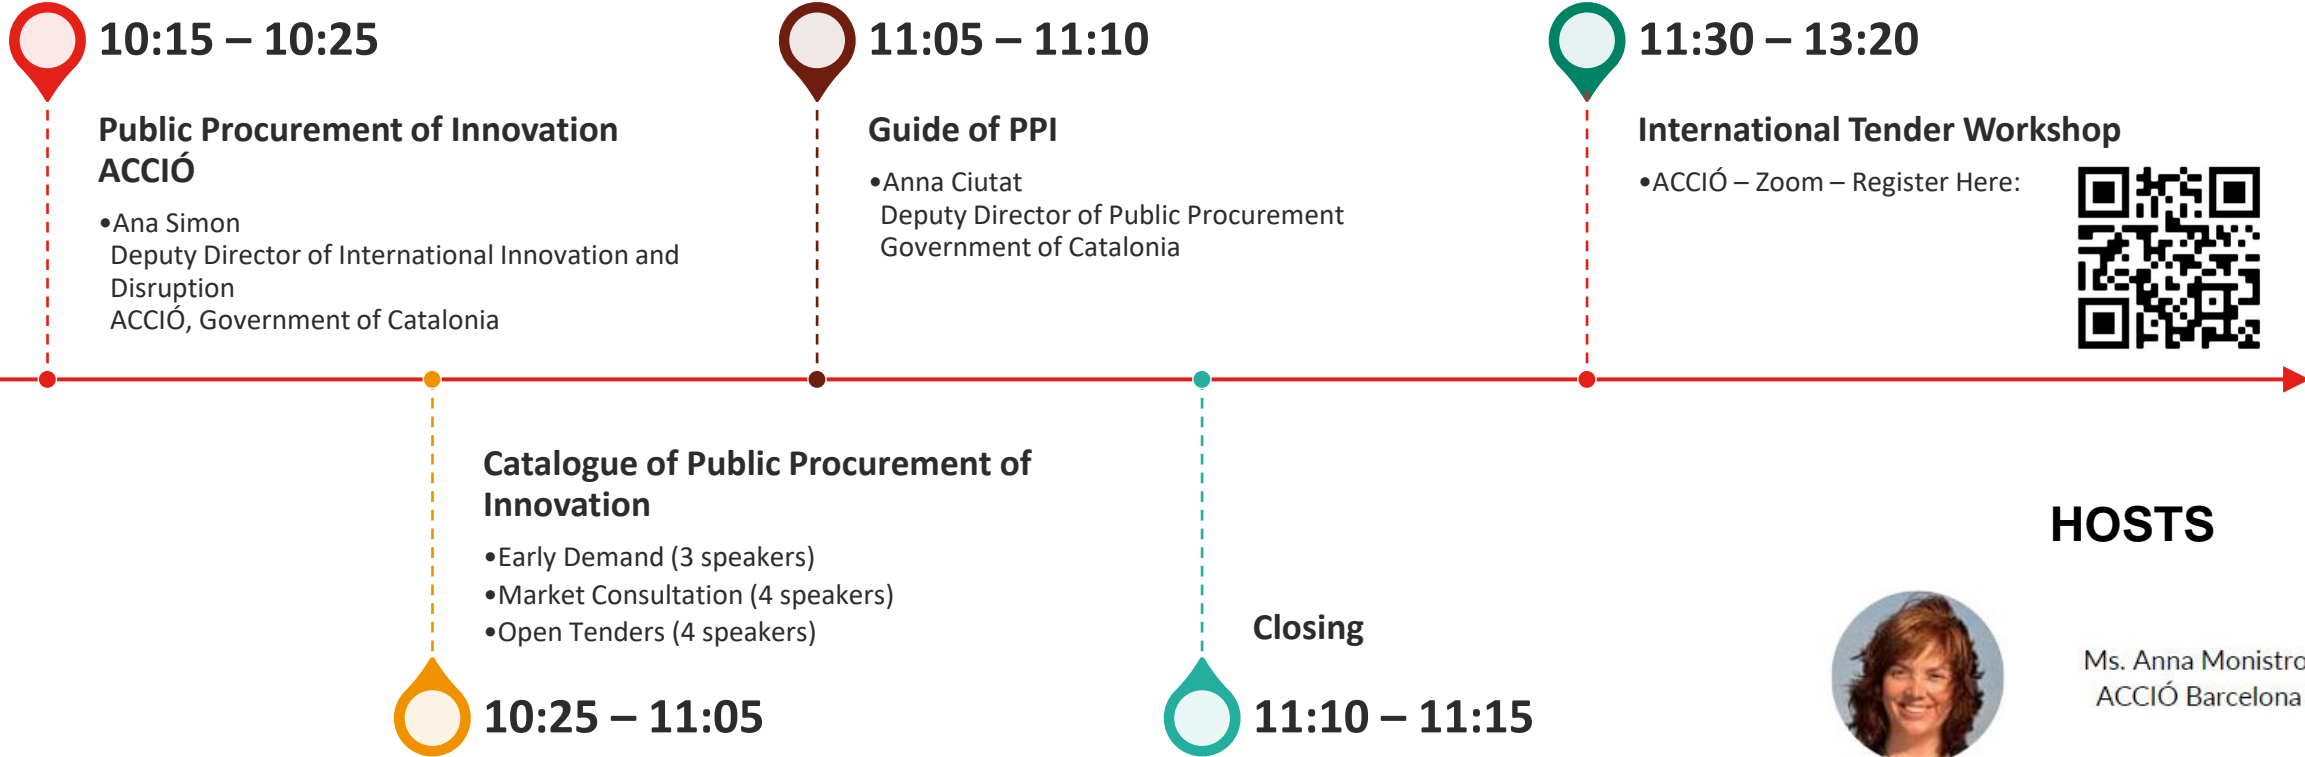 10:15 – 10:25
Public Procurement of Innovation
ACCIÓ
•Ana Simon
Deputy Director of International Innovation and
Disruption
ACCIÓ, Government of Catalonia
10:25 – 11:05
Catalogue of Public Procurement of
Innovation
•Early Demand (3 speakers)
•Market Consultation (4 speakers)
•Open Tenders (4 speakers)
11:05 – 11:10
Guide of PPI
•Anna Ciutat
Deputy Director of Public Procurement
Government of Catalonia
11:10 – 11:15
Closing
11:30 – 13:20
International Tender Workshop
•ACCIÓ – Zoom – Register Here:
HOSTS
Ms. Anna Monistro
ACCIÓ Barcelona